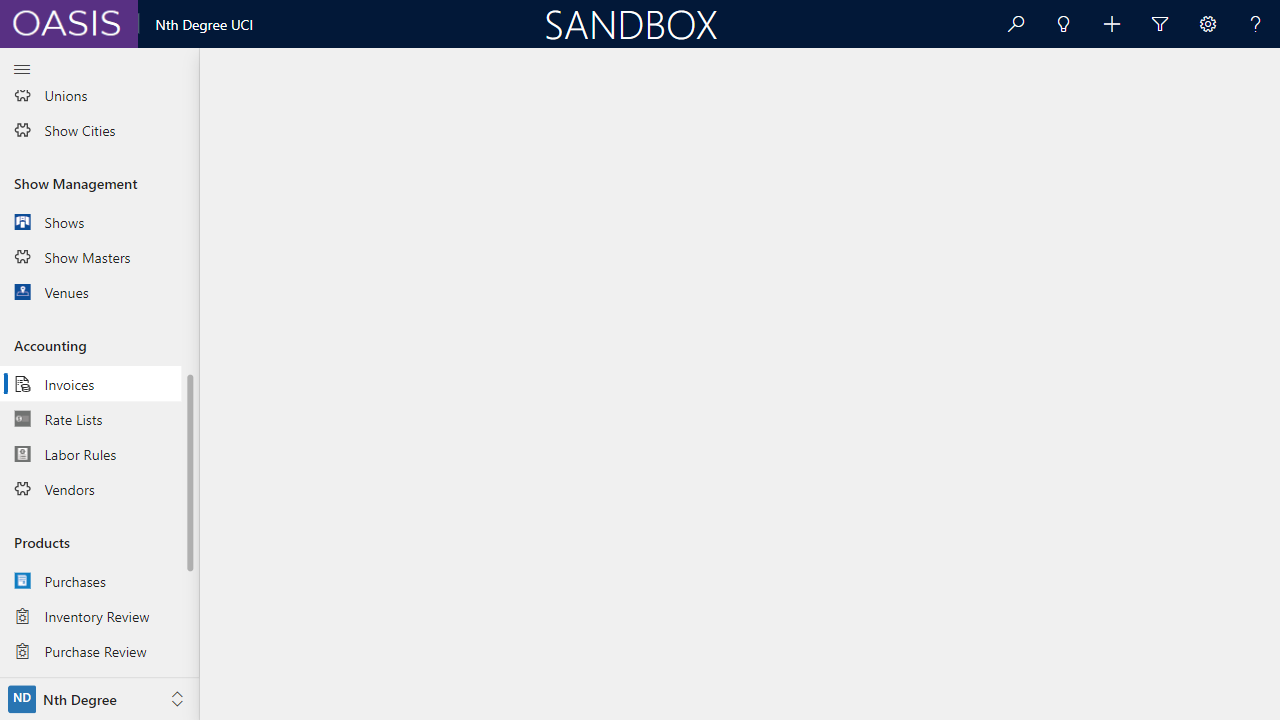 OASIS
Nth Degree UCI
SANDBOX
Unions
Show Cities
Show Management
Shows
Show Masters
Venues
Accounting
Invoices
Rate Lists
Labor Rules
Vendors
Products
Purchases
Inventory Review
Purchase Review
ND
Nth Degree